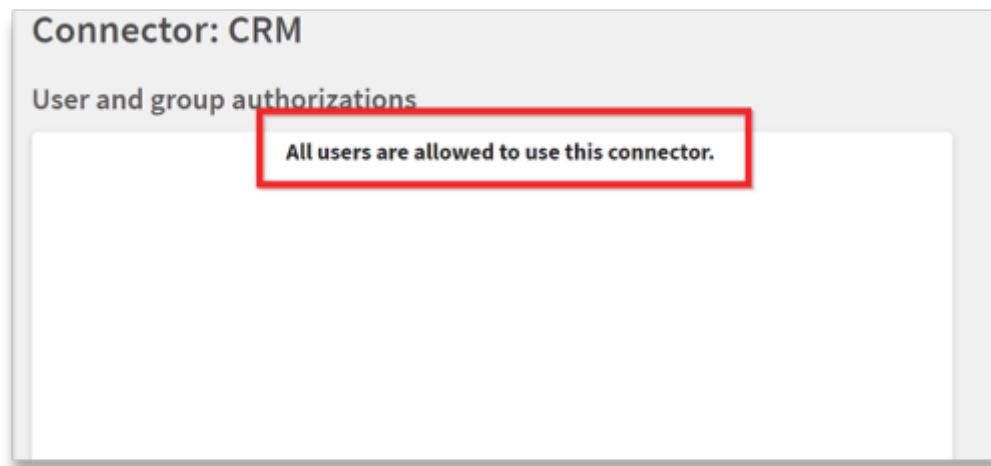 Connector: CRM
User and group authorizations
All users are allowed to use this connector.